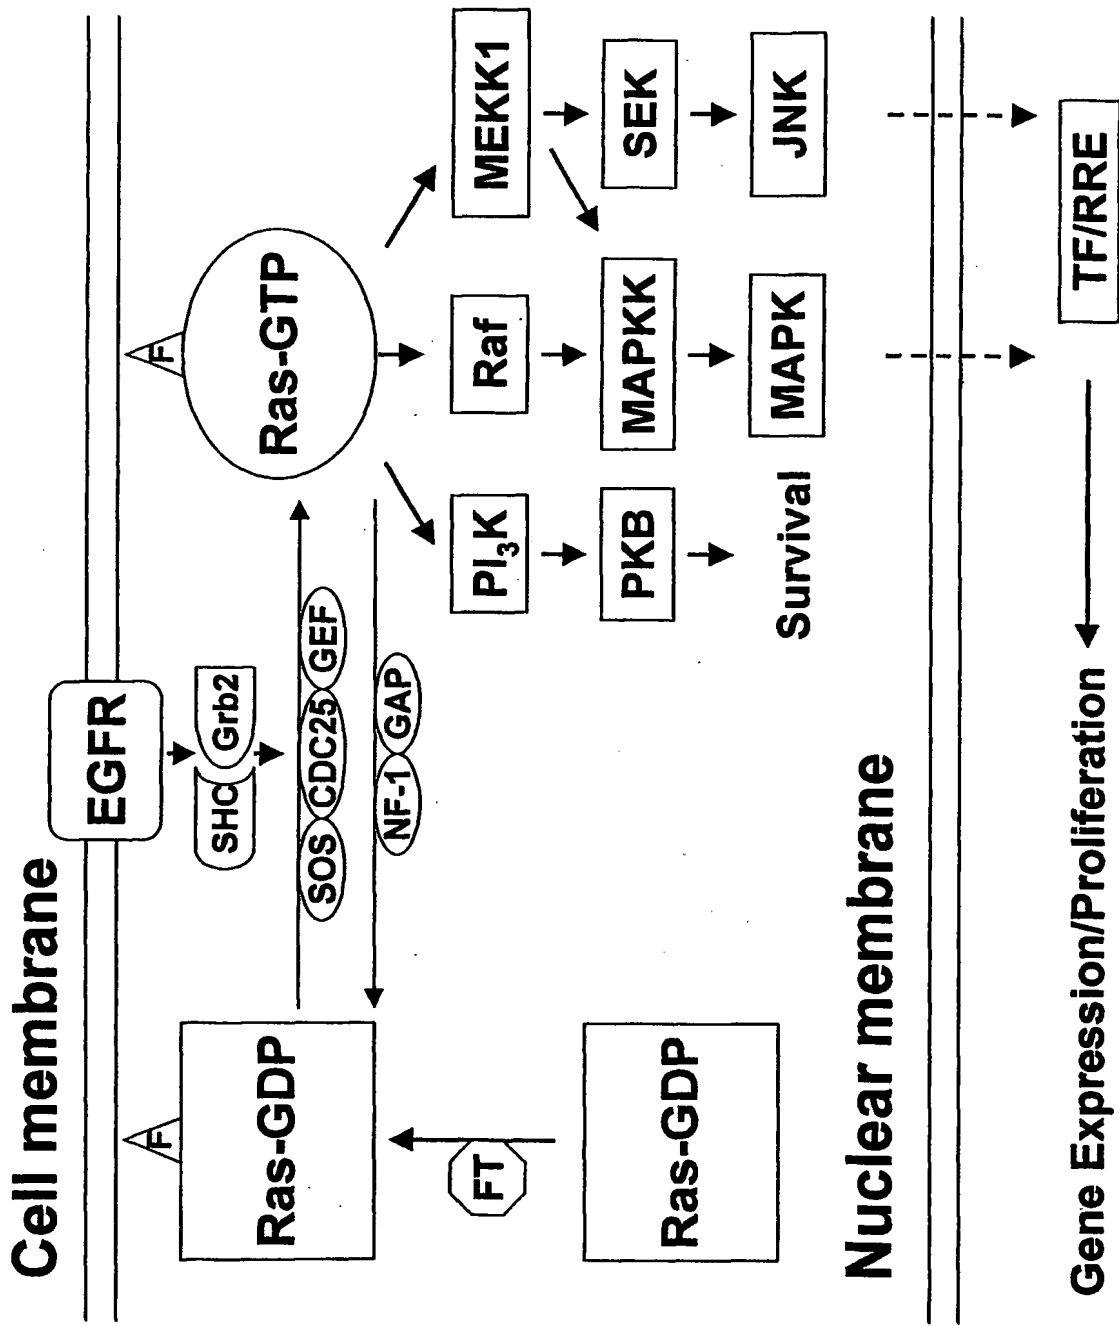 Cell membrane
EGFR
F
F
SHC
Grb2
Ras-GDP
Ras-GTP
SOS
CDC25
GEF
NF-1
GAP
FT
PI₃K
Raf
MEKK1
Ras-GDP
PKB
MAPKK
SEK
Survival
MAPK
JNK
Nuclear membrane
Gene Expression/Proliferation
TF/RRE